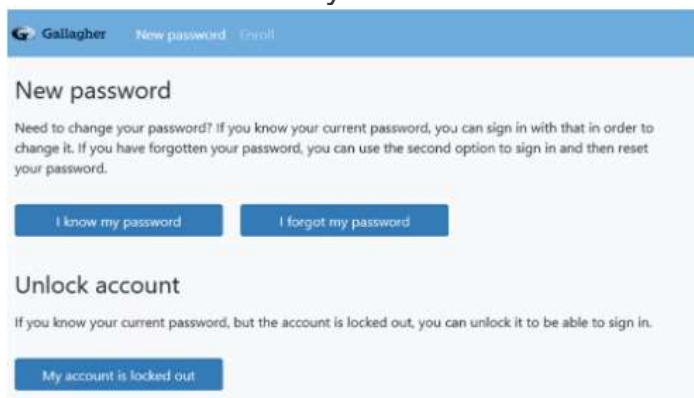 Gallagher New password Enroll
New password
Need to change your password? If you know your current password, you can sign in with that in order to
change it. If you have forgotten your password, you can use the second option to sign in and then reset
your password.
I know my password I forgot my password
Unlock account
If you know your current password, but the account is locked out, you can unlock it to be able to sign in.
My account is locked out